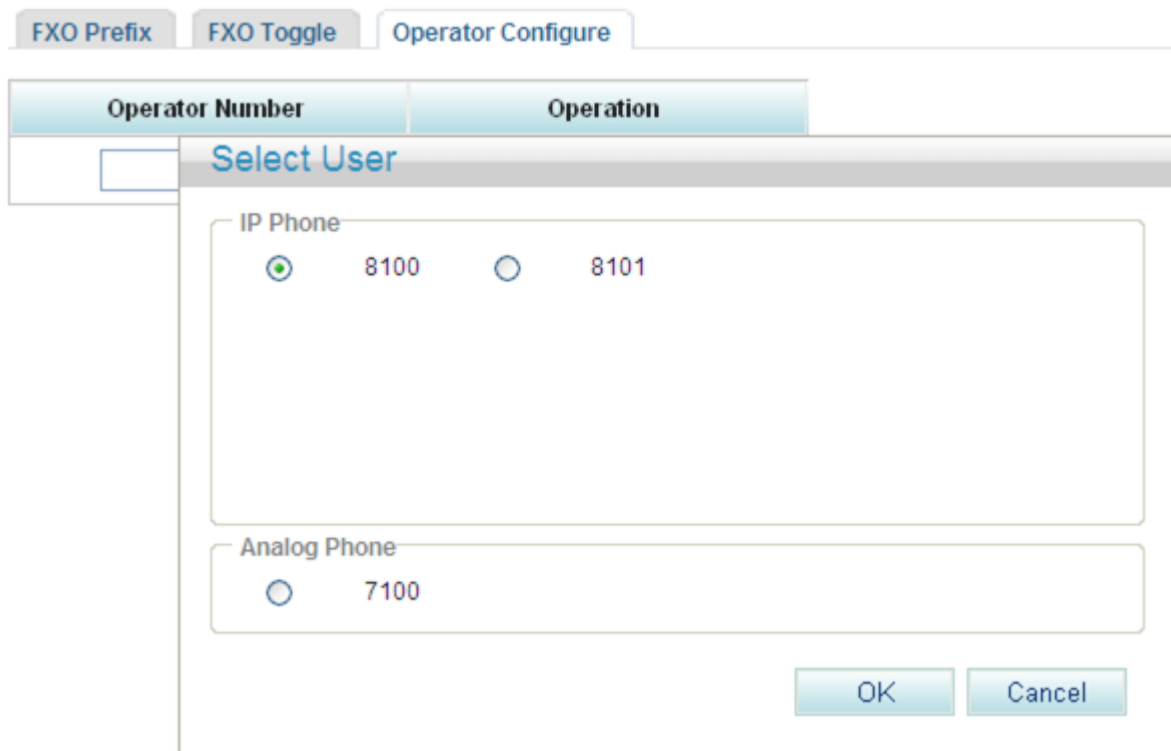 FXO Prefix FXO Toggle Operator Configure
Operator Number Operation
Select User
IP Phone
8100 8101
Analog Phone
7100
OK Cancel